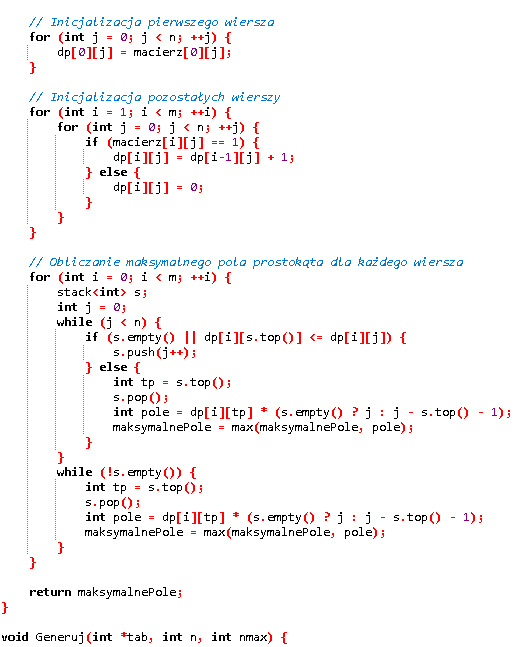 // Inicjalizacja pierwszego wiersza
for (int j = 0; j < n; ++j) {
dp[0][j] = macierz[0][j];
}
// Inicjalizacja pozostałych wierszy
for (int i = 1; i < m; ++i) {
for (int j = 0; j < n; ++j) {
if (macierz[i][j] == 1) {
dp[i][j] = dp[i-1][j] + 1;
} else {
dp[i][j] = 0;
}
}
}
// Obliczanie maksymalnego pola prostokąta dla każdego wiersza
for (int i = 0; i < m; ++i) {
stack<int> s;
int j = 0;
while (j < n) {
if (s.empty() || dp[i][s.top()] <= dp[i][j]) {
s.push(j++);
} else {
int tp = s.top();
s.pop();
int pole = dp[i][tp] * (s.empty() ? j : j - s.top() - 1);
maksymalnePole = max(maksymalnePole, pole);
}
}
while (!s.empty()) {
int tp = s.top();
s.pop();
int pole = dp[i][tp] * (s.empty() ? j : j - s.top() - 1);
maksymalnePole = max(maksymalnePole, pole);
}
}
return maksymalnePole;
}
void Generuj(int *tab, int n, int nmax) {